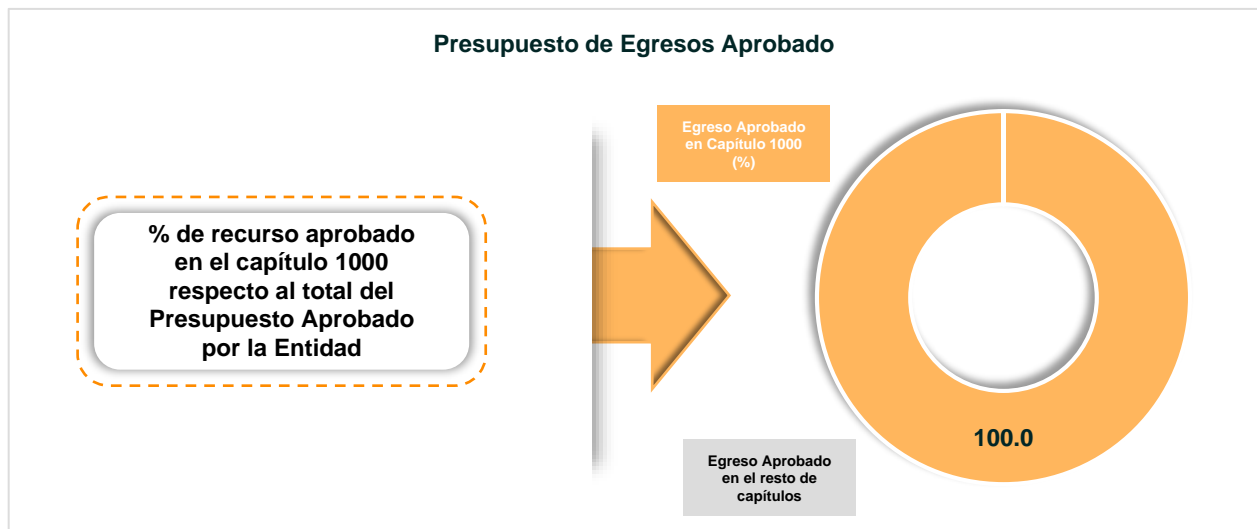 Presupuesto de Egresos Aprobado
% de recurso aprobado
en el capítulo 1000
respecto al total del
Presupuesto Aprobado
por la Entidad
Egreso Aprobado
en Capítulo 1000
(%)
100.0
Egreso Aprobado
en el resto de
capítulos